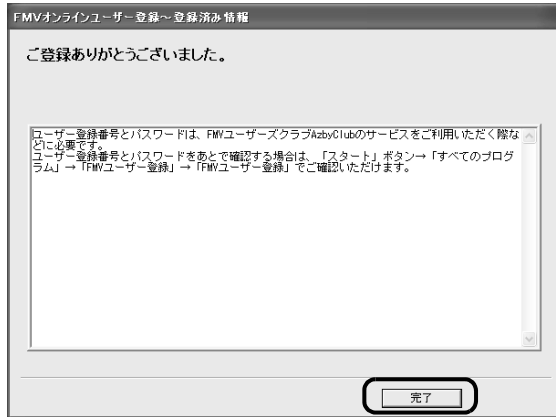 FMVオンラインユーザー登録～登録済み情報
ご登録ありがとうございました。
ユーザー登録番号とパスワードは、FMVユーザーズクラブAzbyClubのサービスをご利用いただく際な
どに必要です。
ユーザー登録番号とパスワードをあとで確認する場合は、「スタート」ボタン→「すべてのプログ
ラム」→「FMVユーザー登録」→「FMVユーザー登録」でご確認いただけます。
完了